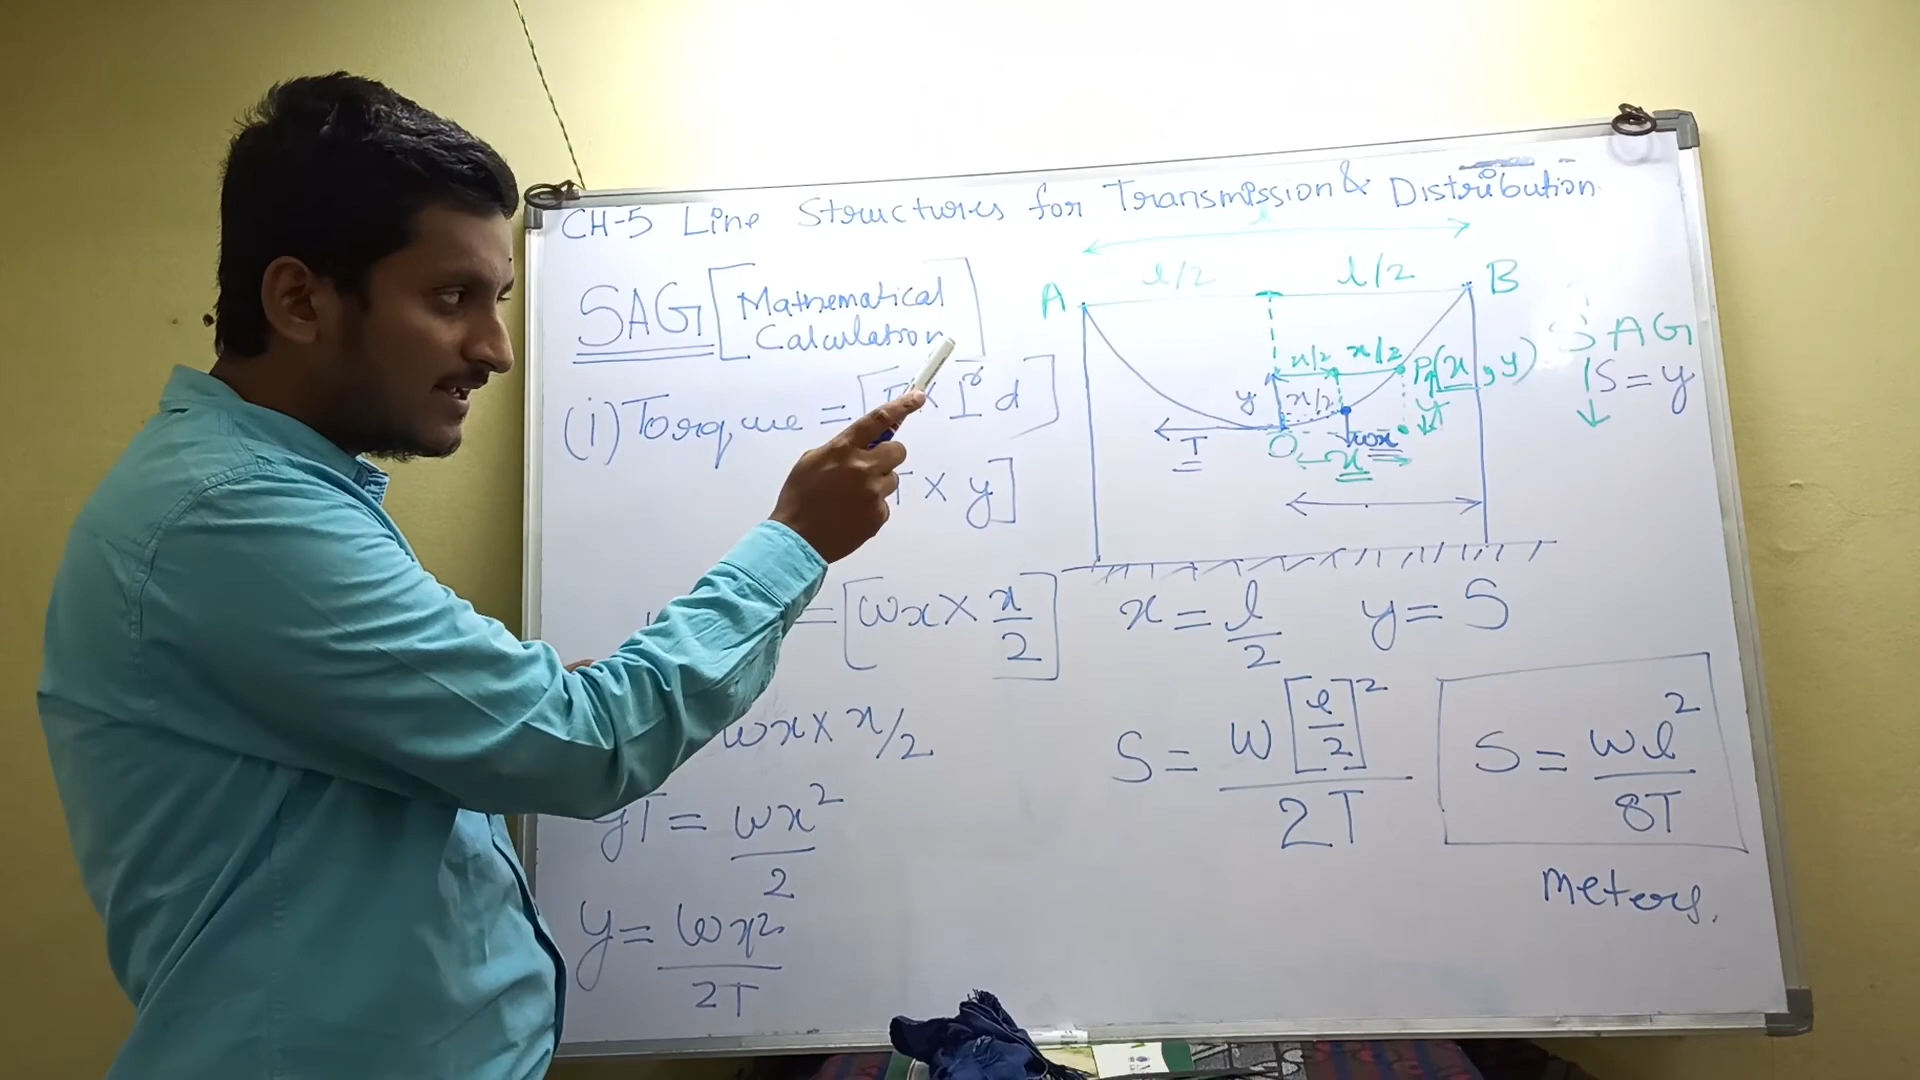 CH-5 Line Structures for Transmission & Distribution
SAG [Mathematical
Calculation]
(i) Torque = [F × ⊥r d]
T × y]
= [wx × x/2]
wx × x/2
yT = wx²/2
y = wx²/2T
l
l/2 l/2
A B
x/2 x/2 P(x, y)
y x/2 y
T O wx
x
SAG
↓S = y
x = l/2 y = S
S = w[l/2]²/2T
S = wl²/8T
meters.